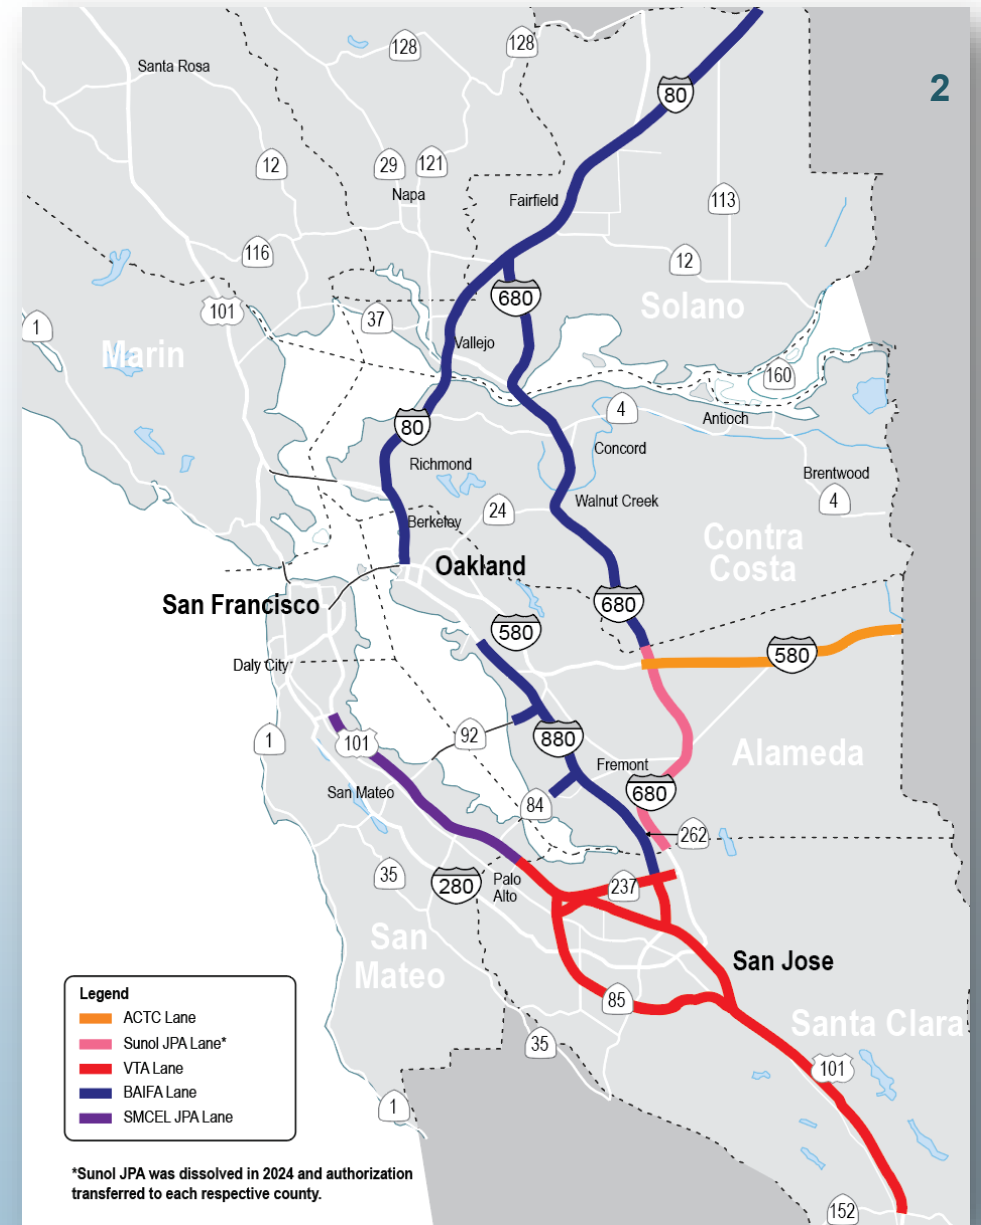 128
128
Santa Rosa
80
2
12
29
121
Napa
Fairfield
113
116
12
680
Solano
101
37
1
Marin
Vallejo
160
4
Antioch
80
Concord
Richmond
Brentwood
Walnut Creek
4
24
Berkeley
Contra
Costa
Oakland
San Francisco
680
580
580
Daly City
92
880
1
101
Alameda
Fremont
San Mateo
680
84
262
35
280
Palo
Alto
237
San
Mateo
San Jose
85
Santa Clara
35
101
1
152
Legend
ACTC Lane
Sunol JPA Lane*
VTA Lane
BAIFA Lane
SMCEL JPA Lane
*Sunol JPA was dissolved in 2024 and authorization
transferred to each respective county.